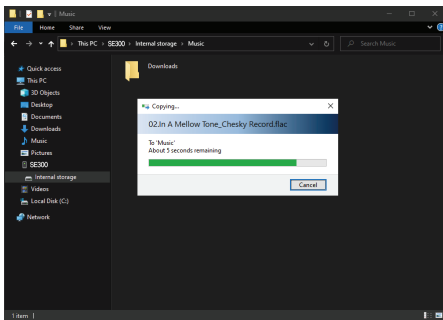 Music
File Home Share View
This PC > SE300 > Internal storage > Music
Search Music
Quick access
This PC
3D Objects
Desktop
Documents
Downloads
Music
Pictures
SE300
Internal storage
Videos
Local Disk (C:)
Network
Downloads
Copying...
02.In A Mellow Tone_Chesky Record.flac
To 'Music'
About 5 seconds remaining
Cancel
1 item